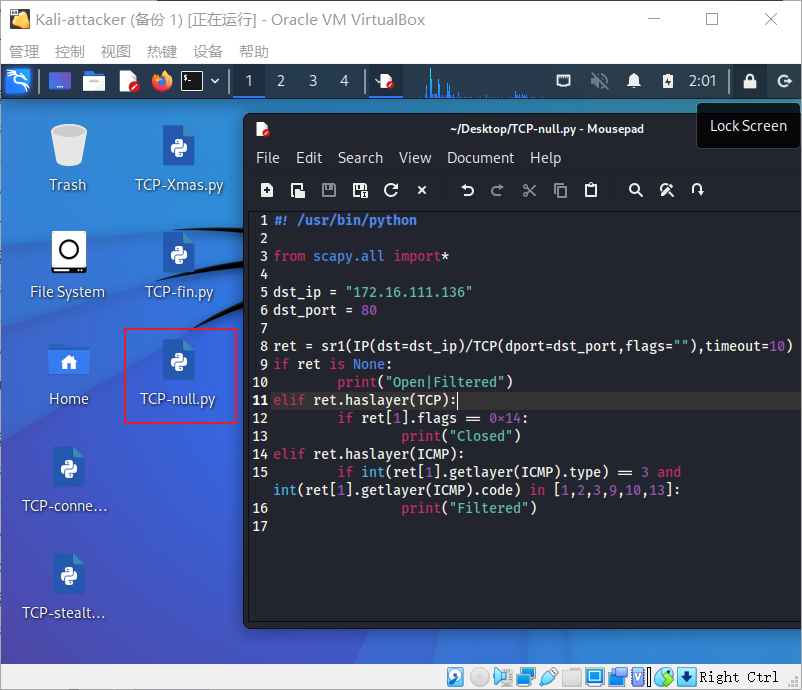 Kali-attacker (备份 1) [正在运行] - Oracle VM VirtualBox
管理 控制 视图 热键 设备 帮助
1 2 3 4 2:01
~/Desktop/TCP-null.py - Mousepad
Lock Screen
File Edit Search View Document Help
Trash
TCP-Xmas.py
File System
TCP-fin.py
Home
TCP-null.py
TCP-conne...
TCP-stealt...
1 #! /usr/bin/python
2
3 from scapy.all import*
4
5 dst_ip = "172.16.111.136"
6 dst_port = 80
7
8 ret = sr1(IP(dst=dst_ip)/TCP(dport=dst_port,flags=""),timeout=10)
9 if ret is None:
10 print("Open|Filtered")
11 elif ret.haslayer(TCP):
12 if ret[1].flags == 0×14:
13 print("Closed")
14 elif ret.haslayer(ICMP):
15 if int(ret[1].getlayer(ICMP).type) == 3 and
int(ret[1].getlayer(ICMP).code) in [1,2,3,9,10,13]:
16 print("Filtered")
17
Right Ctrl